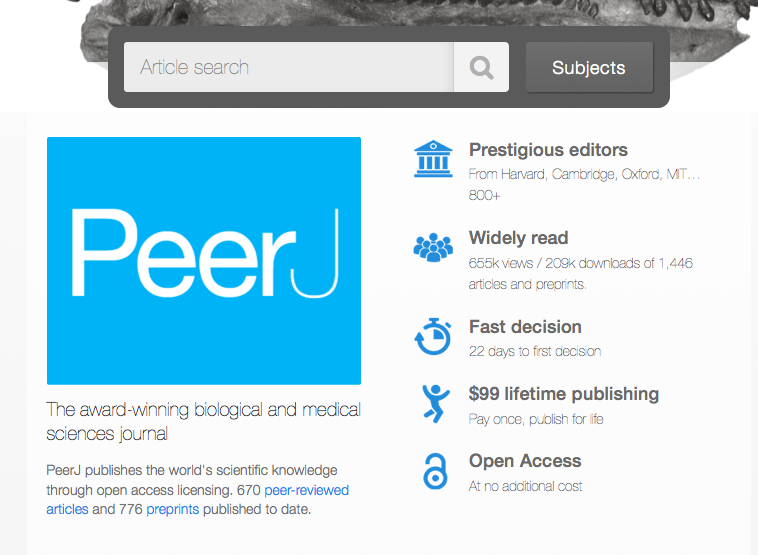 Article search
Subjects
PeerJ
The award-winning biological and medical
sciences journal
PeerJ publishes the world's scientific knowledge
through open access licensing. 670 peer-reviewed
articles and 776 preprints published to date.
Prestigious editors
From Harvard, Cambridge, Oxford, MIT…
800+
Widely read
655k views / 209k downloads of 1,446
articles and preprints.
Fast decision
22 days to first decision
$99 lifetime publishing
Pay once, publish for life
Open Access
At no additional cost